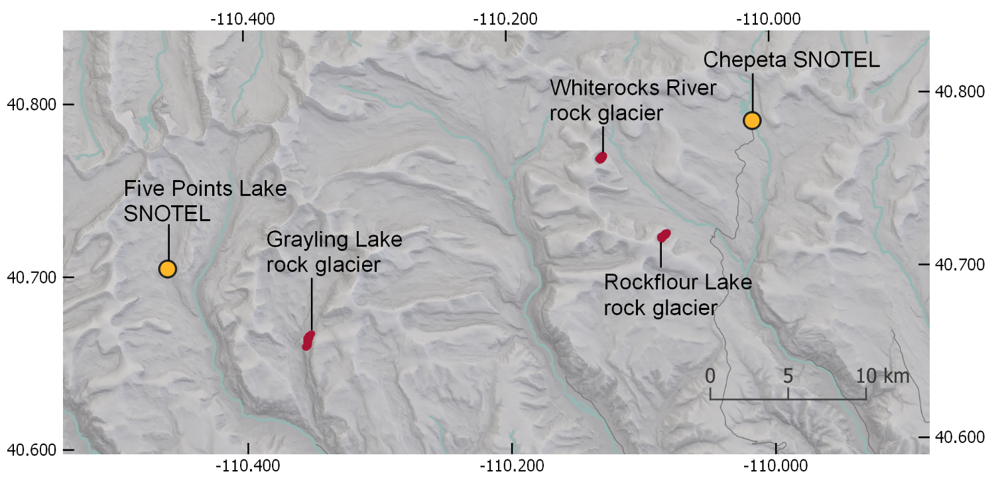 -110.400
-110.200
-110.000
Chepeta SNOTEL
Whiterocks River
rock glacier
40.800
40.800
Five Points Lake
SNOTEL
Grayling Lake
rock glacier
40.700
40.700
Rockflour Lake
rock glacier
0 5 10 km
40.600
40.600
-110.400
-110.200
-110.000